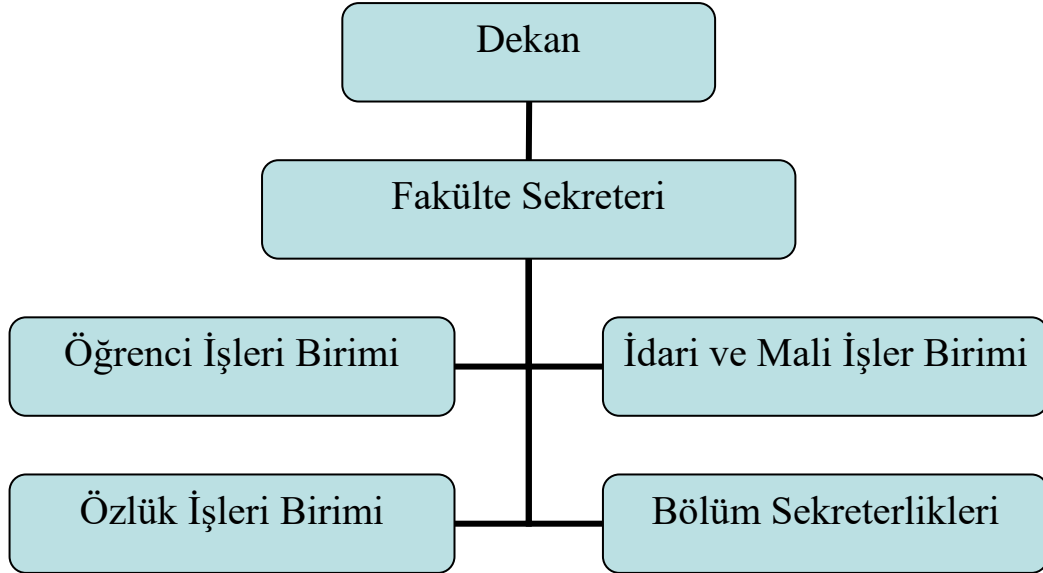 Dekan
Fakülte Sekreteri
Öğrenci İşleri Birimi
İdari ve Mali İşler Birimi
Özlük İşleri Birimi
Bölüm Sekreterlikleri